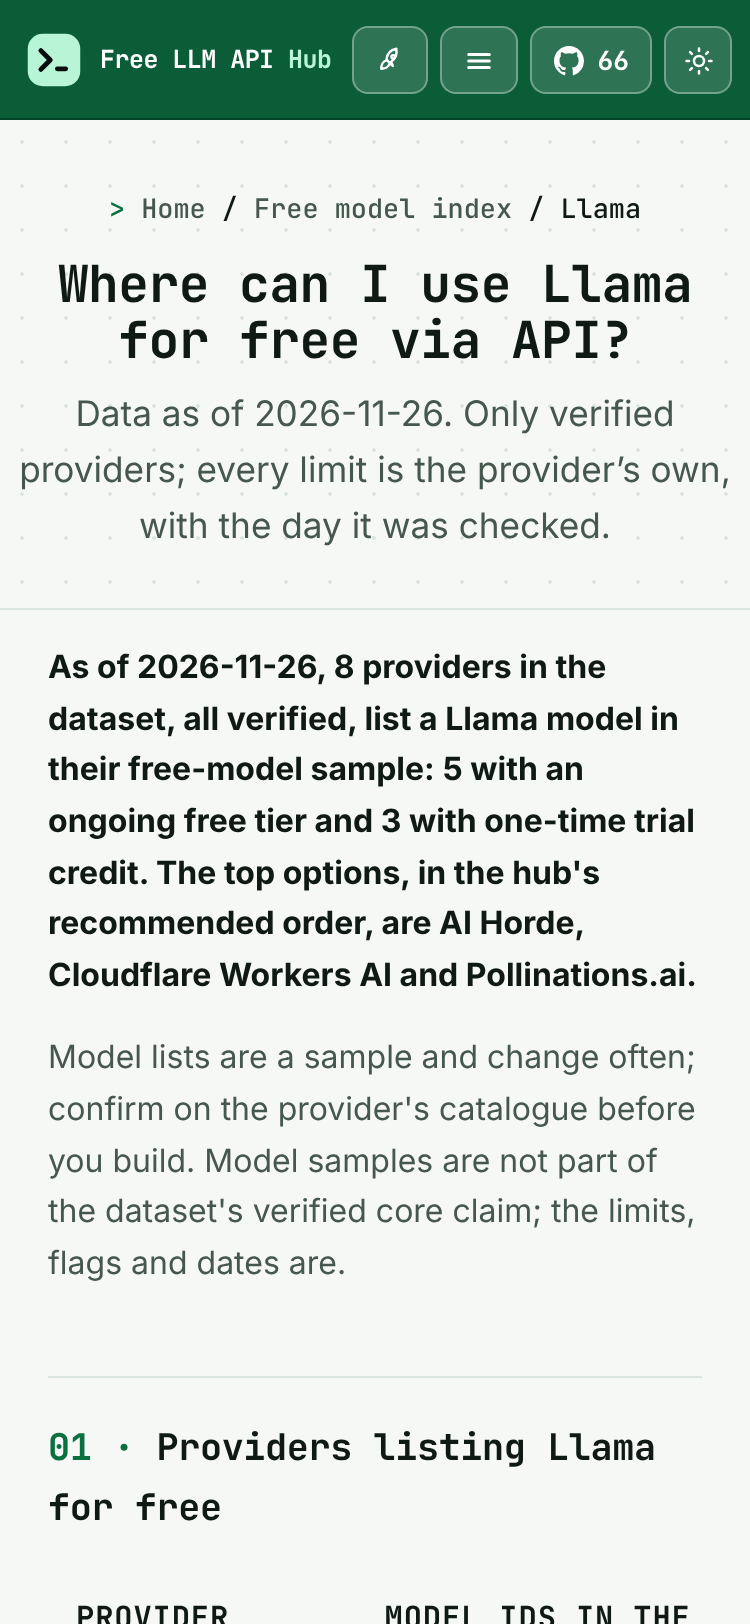 Free LLM API Hub
66
> Home / Free model index / Llama
Where can I use Llama
for free via API?
Data as of 2026-11-26. Only verified
providers; every limit is the provider’s own,
with the day it was checked.
As of 2026-11-26, 8 providers in the
dataset, all verified, list a Llama model in
their free-model sample: 5 with an
ongoing free tier and 3 with one-time trial
credit. The top options, in the hub's
recommended order, are AI Horde,
Cloudflare Workers AI and Pollinations.ai.
Model lists are a sample and change often;
confirm on the provider's catalogue before
you build. Model samples are not part of
the dataset's verified core claim; the limits,
flags and dates are.
01 · Providers listing Llama
for free
PROVIDER MODEL IDS IN THE